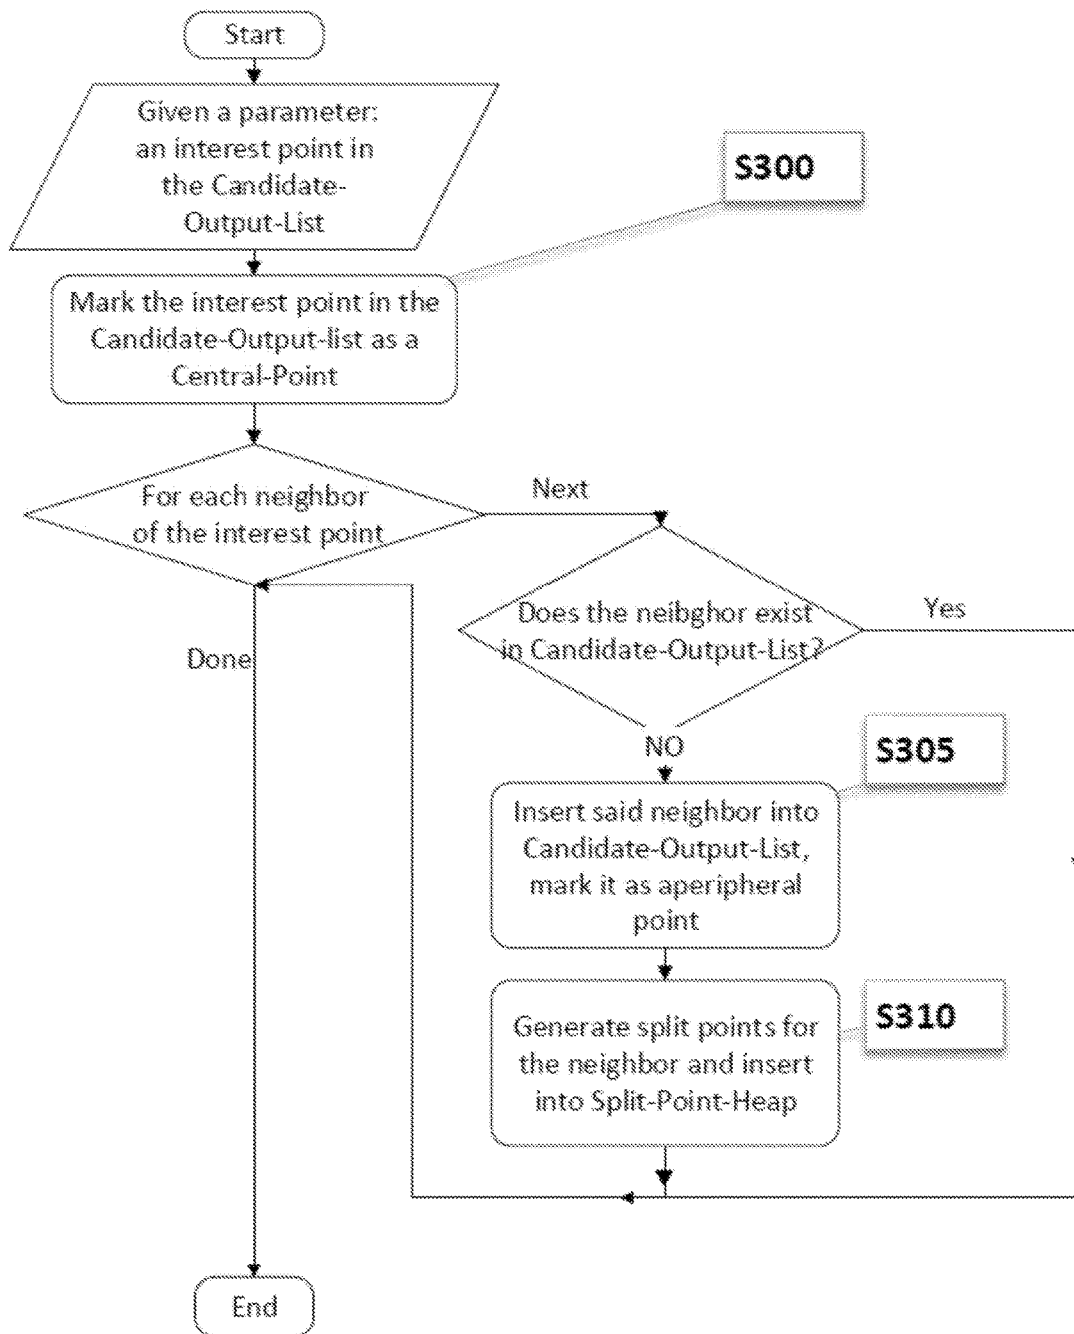 Start
Given a parameter:
an interest point in
the Candidate-
Output-List
S300
Mark the interest point in the
Candidate-Output-list as a
Central-Point
For each neighbor
of the interest point
Next
Does the neibghor exist
in Candidate-Output-List?
Yes
Done
NO
S305
Insert said neighbor into
Candidate-Output-List,
mark it as aperipheral
point
S310
Generate split points for
the neighbor and insert
into Split-Point-Heap
End